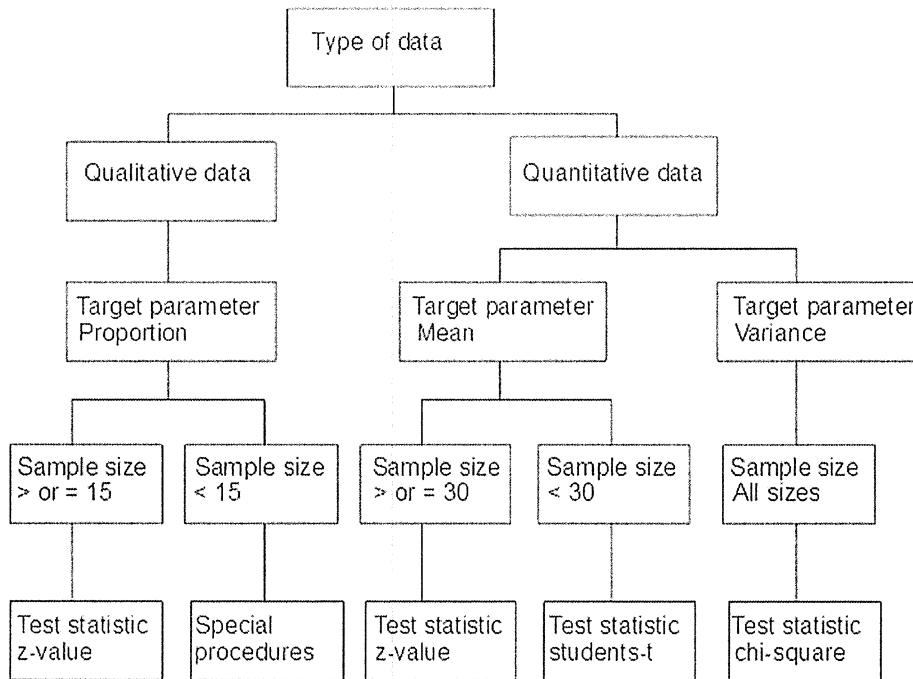 Type of data
Qualitative data
Quantitative data
Target parameter
Proportion
Target parameter
Mean
Target parameter
Variance
Sample size
> or = 15
Sample size
< 15
Sample size
> or = 30
Sample size
< 30
Sample size
All sizes
Test statistic
z-value
Special
procedures
Test statistic
z-value
Test statistic
students-t
Test statistic
chi-square